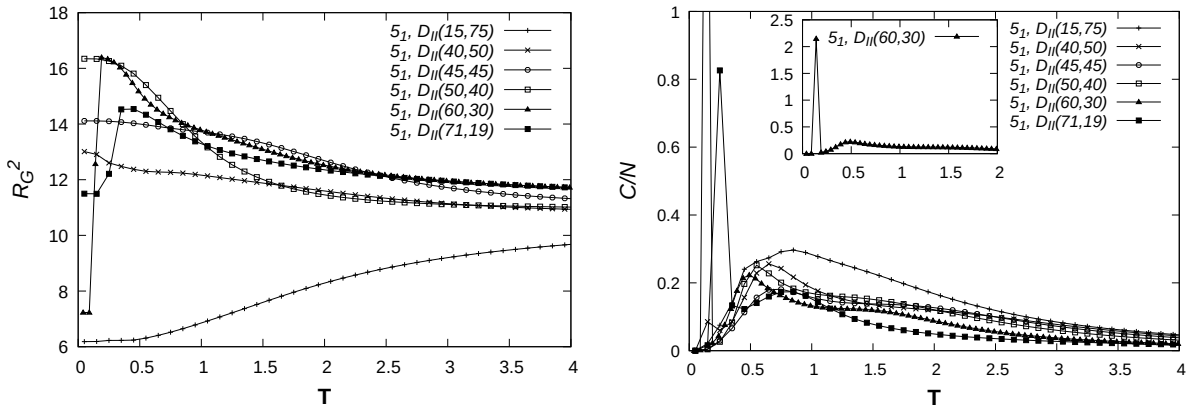 18
16
14
12
10
8
6
R_G^2
0
0.5
1
1.5
2
2.5
3
3.5
4
T
5_1, D_II(15,75)
5_1, D_II(40,50)
5_1, D_II(45,45)
5_1, D_II(50,40)
5_1, D_II(60,30)
5_1, D_II(71,19)
1
0.8
0.6
0.4
0.2
0
C/N
0
0.5
1
1.5
2
2.5
3
3.5
4
T
2.5
2
1.5
1
0.5
0
0
0.5
1
1.5
2
5_1, D_II(60,30)
5_1, D_II(15,75)
5_1, D_II(40,50)
5_1, D_II(45,45)
5_1, D_II(50,40)
5_1, D_II(60,30)
5_1, D_II(71,19)